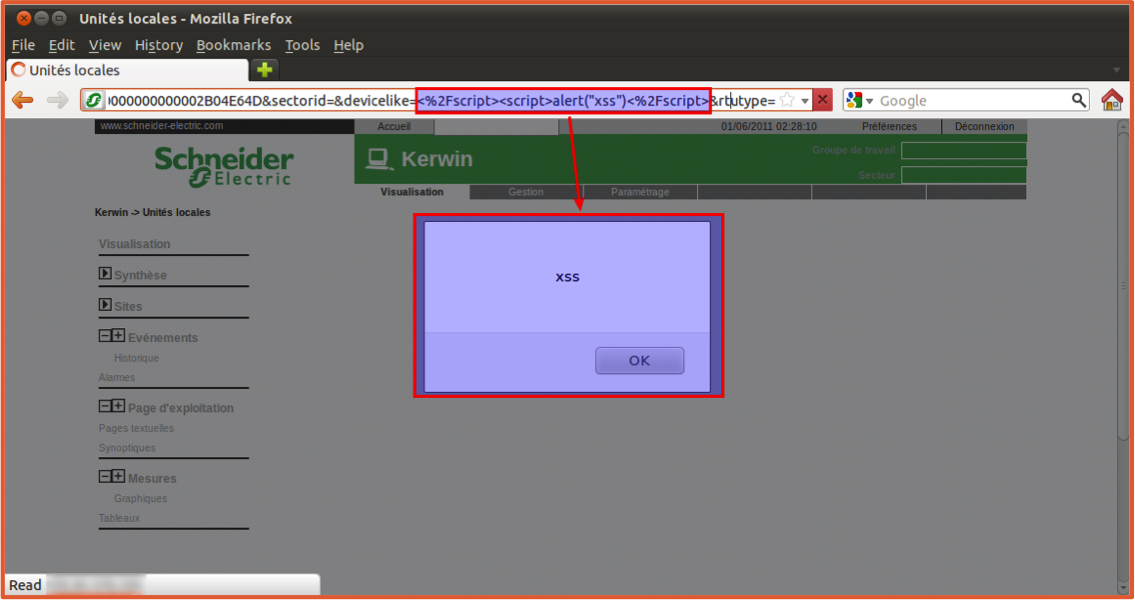 Unités locales - Mozilla Firefox
File Edit View History Bookmarks Tools Help
Unités locales
000000000002B04E64D&sectorid=&devicelike=<%2Fscript><script>alert("xss")<%2Fscript>&rtutype= Google
www.schneider-electric.com Accueil 01/06/2011 02:28:10 Préférences Déconnexion
Schneider Electric
Kerwin
Groupe de travail
Secteur
Visualisation Gestion Paramétrage
Kerwin -> Unités locales
Visualisation
Synthèse
Sites
Evénements
Historique
Alarmes
Page d'exploitation
Pages textuelles
Synoptiques
Mesures
Graphiques
Tableaux
xss
OK
Read